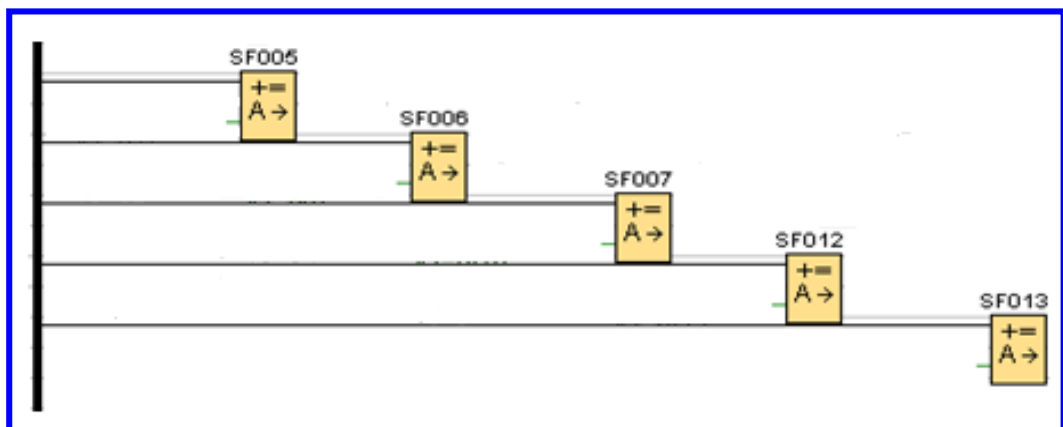 SF005
+=
A→
SF006
+=
A→
SF007
+=
A→
SF012
+=
A→
SF013
+=
A→